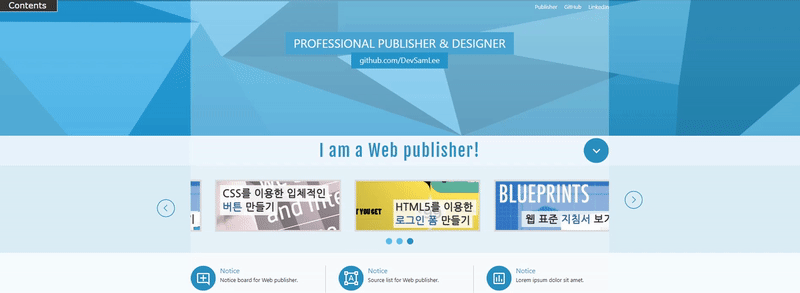 Contents
Publisher GitHub LinkedIn
PROFESSIONAL PUBLISHER & DESIGNER
github.com/DevSamLee
I am a Web publisher!
CSS를 이용한 입체적인
버튼 만들기
HTML5를 이용한
로그인 폼 만들기
BLUEPRINTS
웹 표준 지침서 보기
Notice
Notice board for Web publisher.
Notice
Source list for Web publisher.
Notice
Lorem ipsum dolor sit amet.